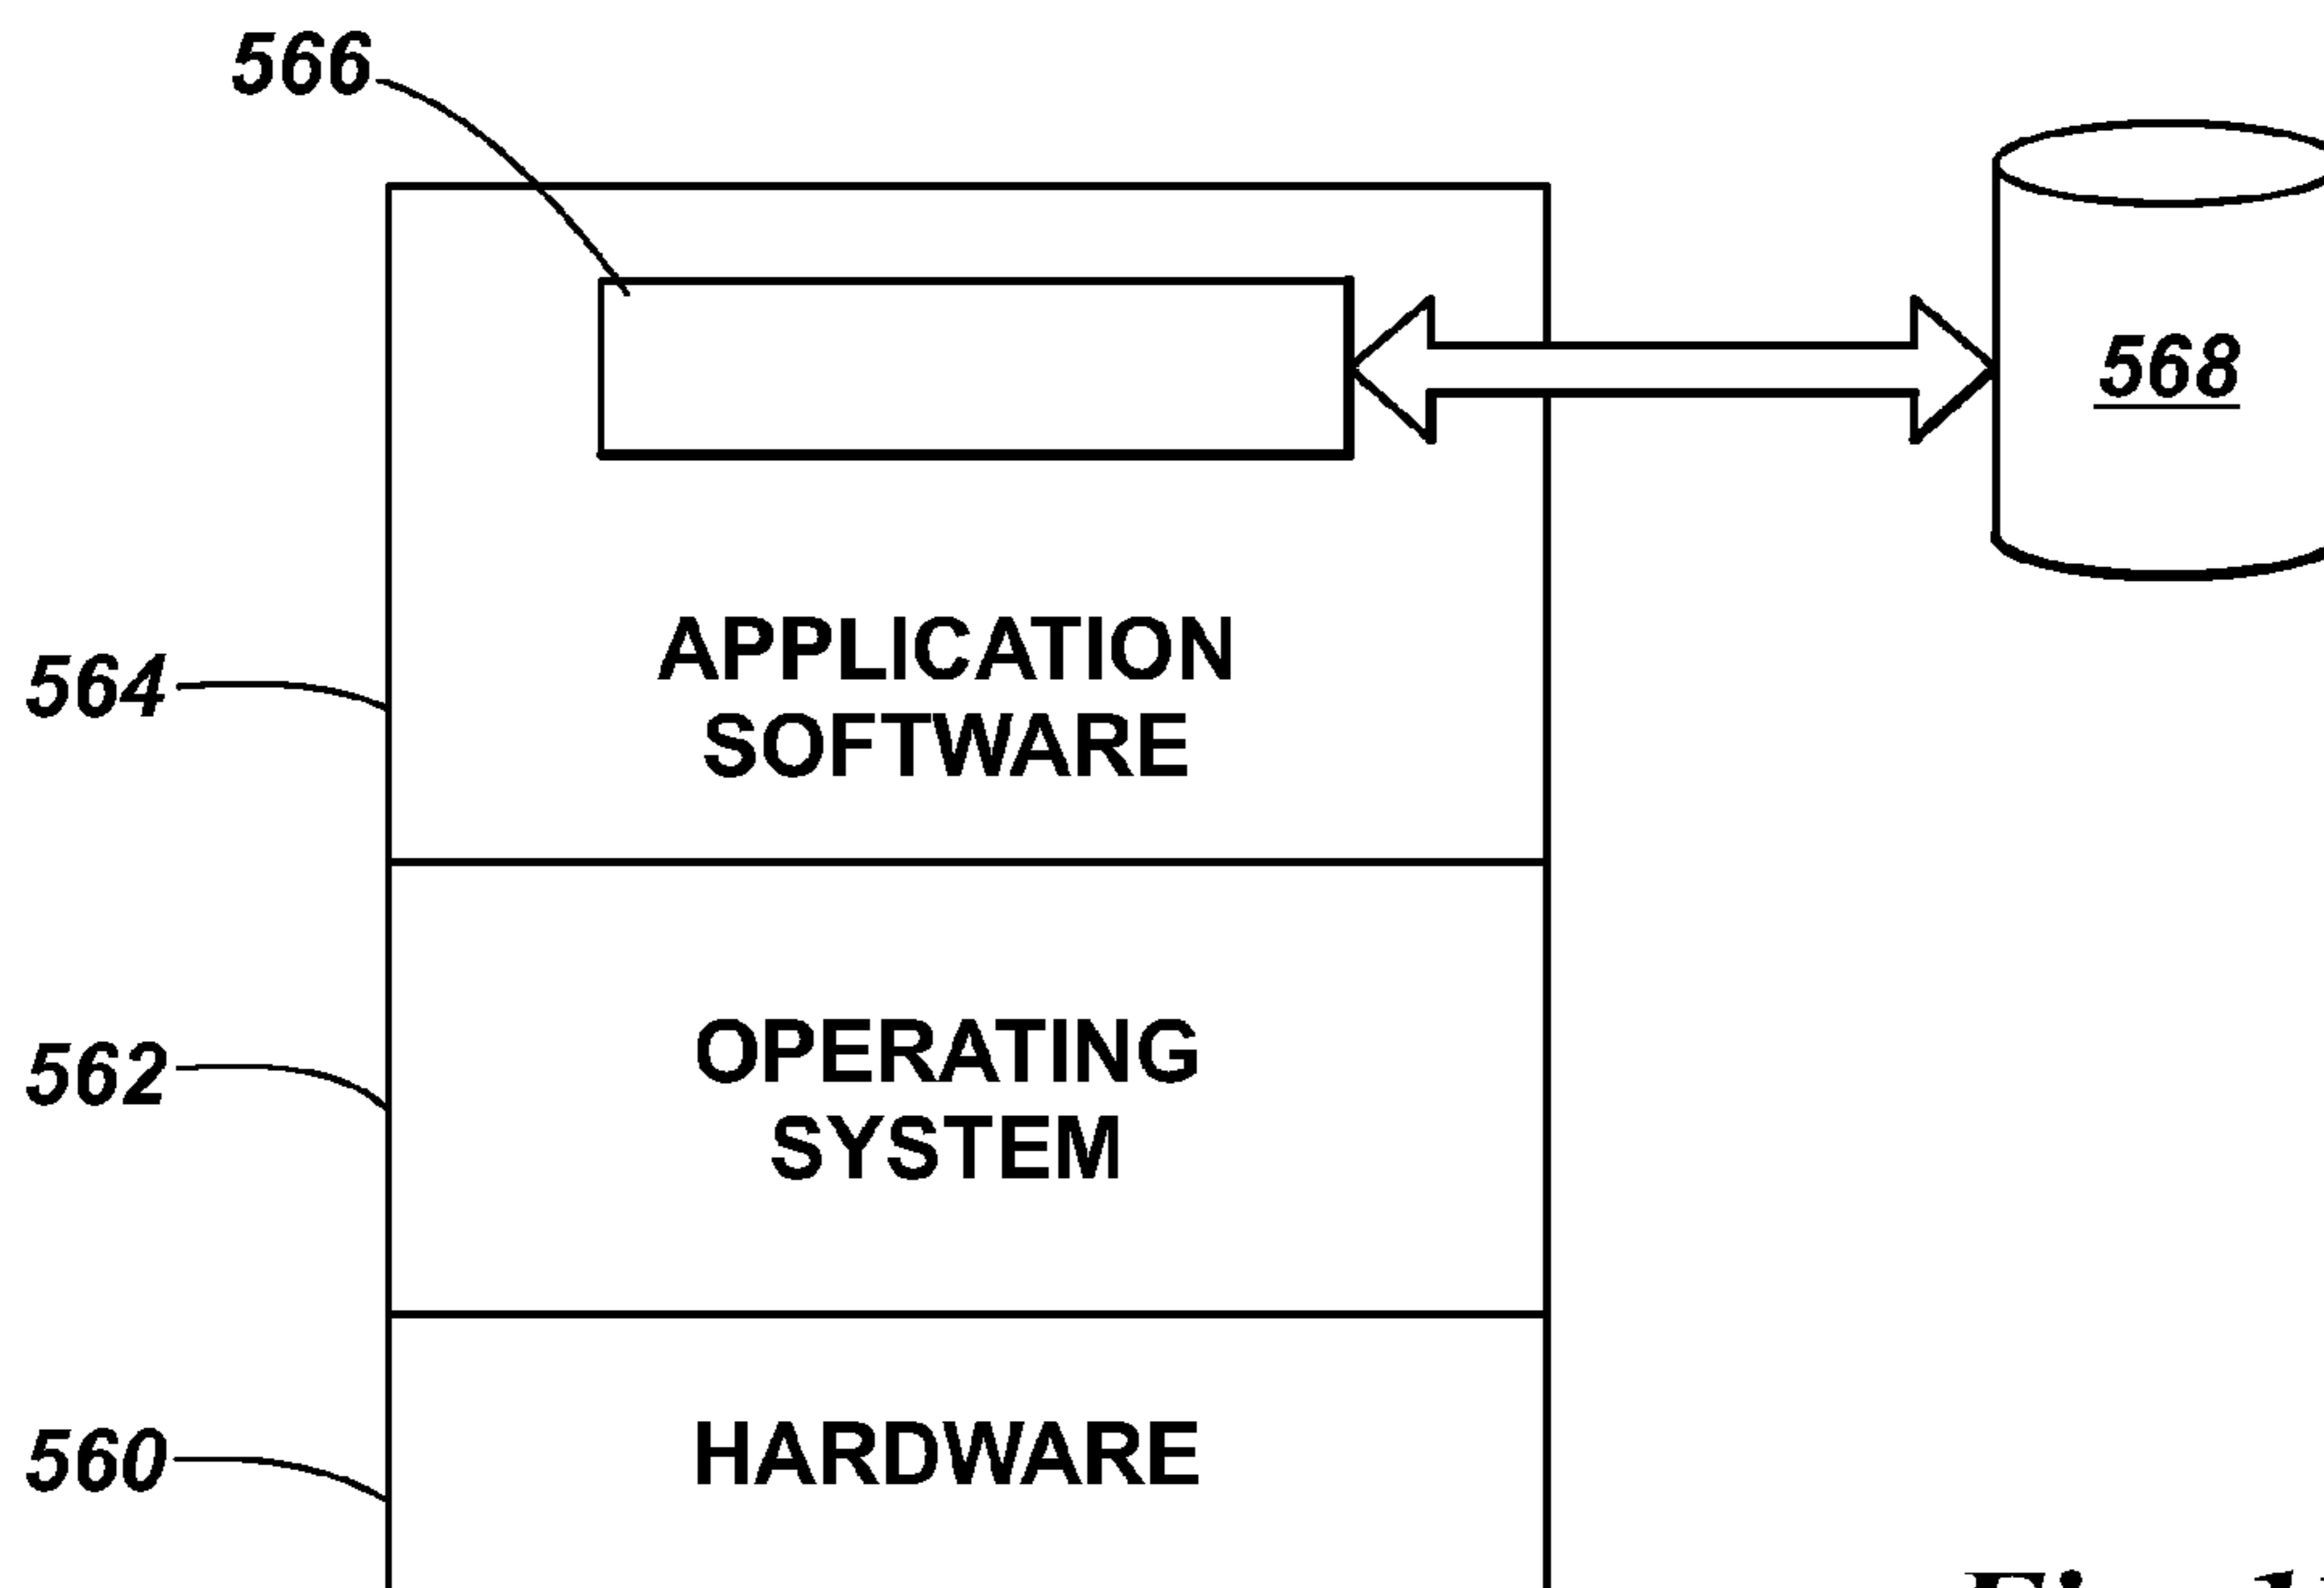 566
568
APPLICATION
SOFTWARE
564
OPERATING
SYSTEM
562
HARDWARE
560